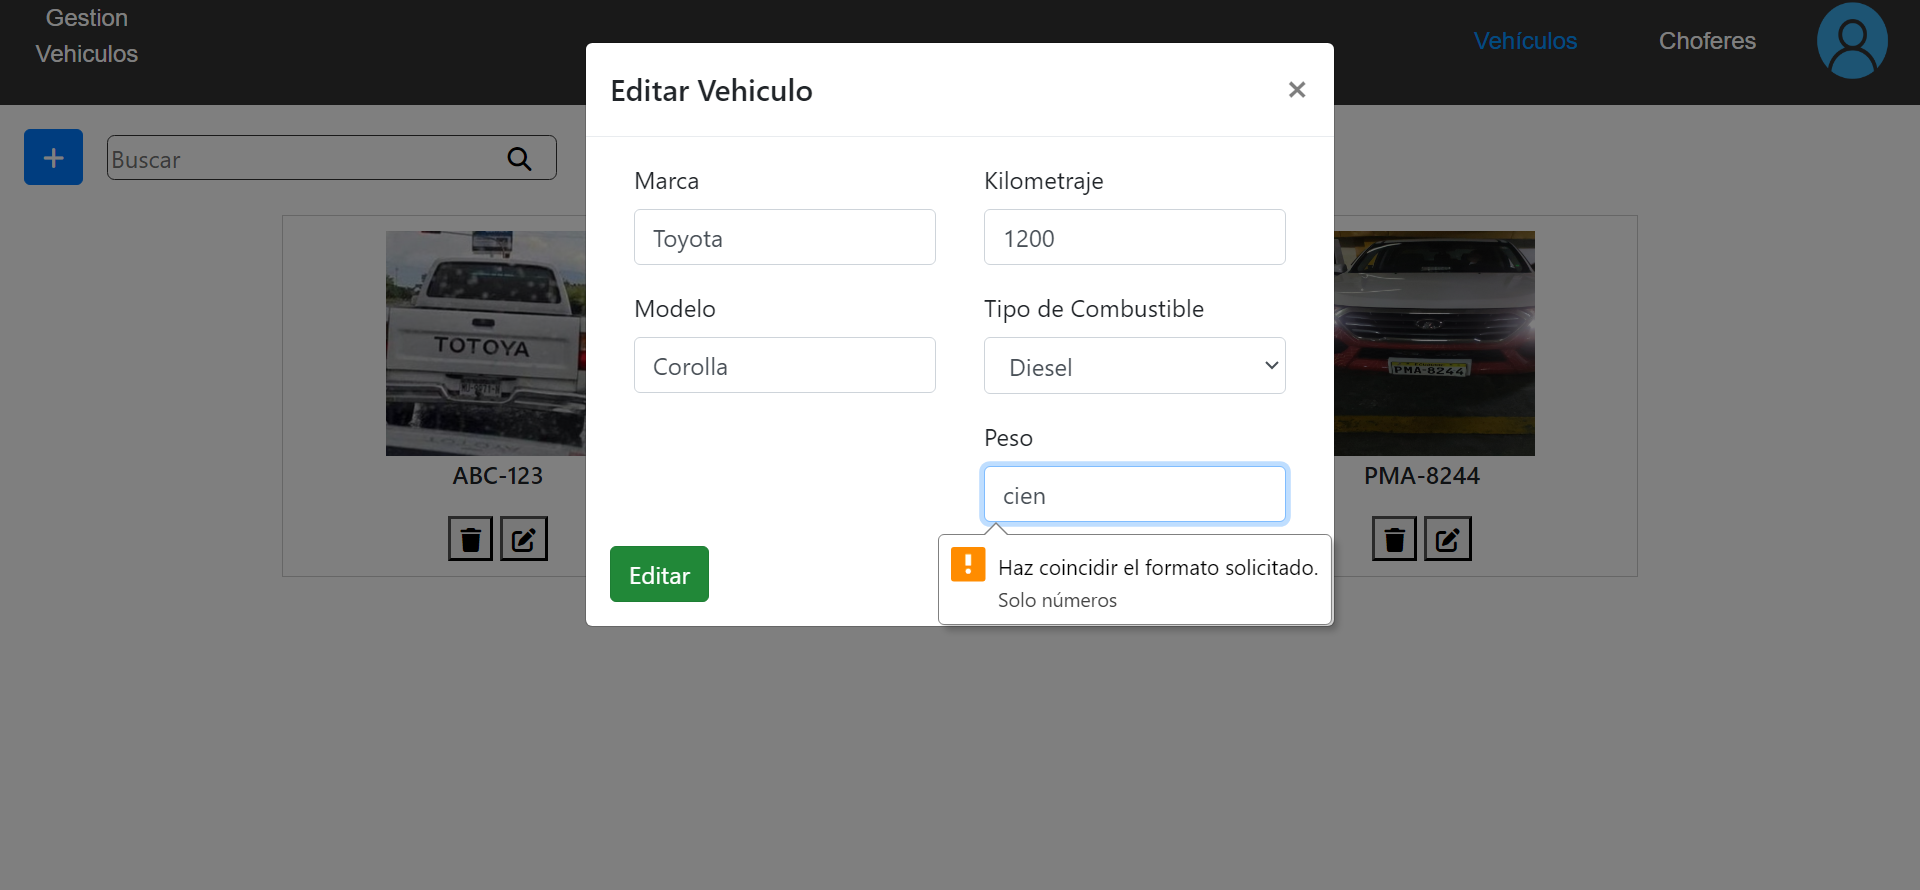 Gestion
Vehiculos
Vehículos
Choferes
Editar Vehiculo
×
Buscar
Marca
Kilometraje
Toyota
1200
Modelo
Tipo de Combustible
Corolla
Diesel
TOTOYA
PMA-8244
Peso
ABC-123
PMA-8244
cien
Editar
Haz coincidir el formato solicitado.
Solo números